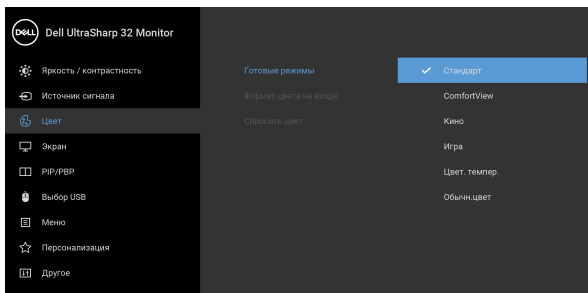 DELL Dell UltraSharp 32 Monitor
Яркость / контрастность Готовые режимы Стандарт
Источник сигнала Формат цвета на входе ComfortView
Цвет Сбросить цвет Кино
Экран Игра
PIP/PBP Цвет. темпер.
Выбор USB Обычн.цвет
Меню
Персонализация
Другое